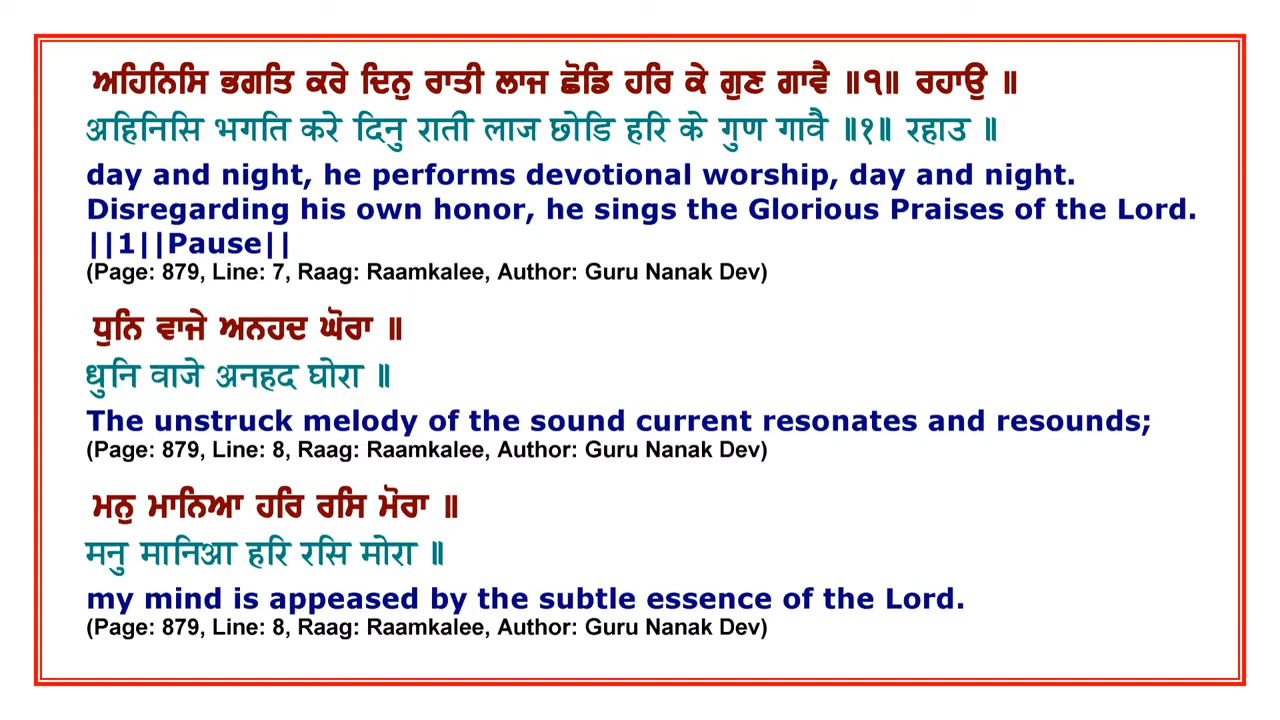 ਅਹਿਨਿਸਿ ਭਗਤਿ ਕਰੇ ਦਿਨੁ ਰਾਤੀ ਲਾਜ ਛੋਡਿ ਹਰਿ ਕੇ ਗੁਣ ਗਾਵੈ ॥੧॥ ਰਹਾਉ ॥
अहिनिसि भगति करे दिनु राती लाज छोडि हरि के गुण गावै ॥१॥ रहाउ ॥
day and night, he performs devotional worship, day and night.
Disregarding his own honor, he sings the Glorious Praises of the Lord.
||1||Pause||
(Page: 879, Line: 7, Raag: Raamkalee, Author: Guru Nanak Dev)
ਧੁਨਿ ਵਾਜੇ ਅਨਹਦ ਘੋਰਾ ॥
धुनि वाजे अनहद घोरा ॥
The unstruck melody of the sound current resonates and resounds;
(Page: 879, Line: 8, Raag: Raamkalee, Author: Guru Nanak Dev)
ਮਨੁ ਮਾਨਿਆ ਹਰਿ ਰਸਿ ਮੋਰਾ ॥
मनु मानिआ हरि रसि मोरा ॥
my mind is appeased by the subtle essence of the Lord.
(Page: 879, Line: 8, Raag: Raamkalee, Author: Guru Nanak Dev)